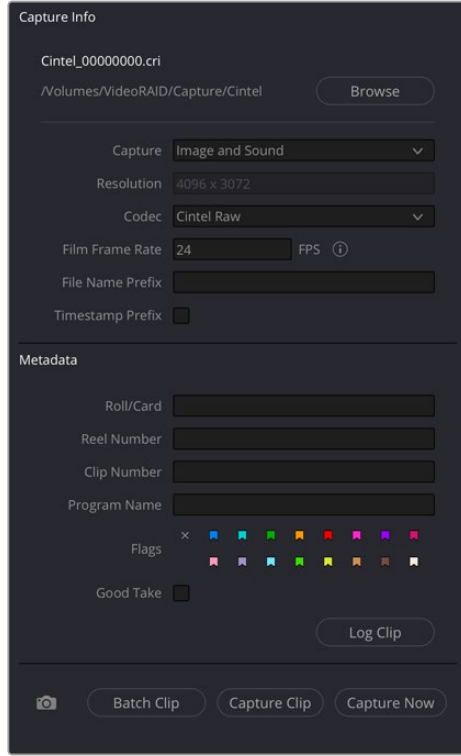 Capture Info
Cintel_00000000.cri
/Volumes/VideoRAID/Capture/Cintel Browse
Capture Image and Sound
Resolution 4096 x 3072
Codec Cintel Raw
Film Frame Rate 24 FPS
File Name Prefix
Timestamp Prefix
Metadata
Roll/Card
Reel Number
Clip Number
Program Name
Flags
Good Take
Log Clip
Batch Clip Capture Clip Capture Now